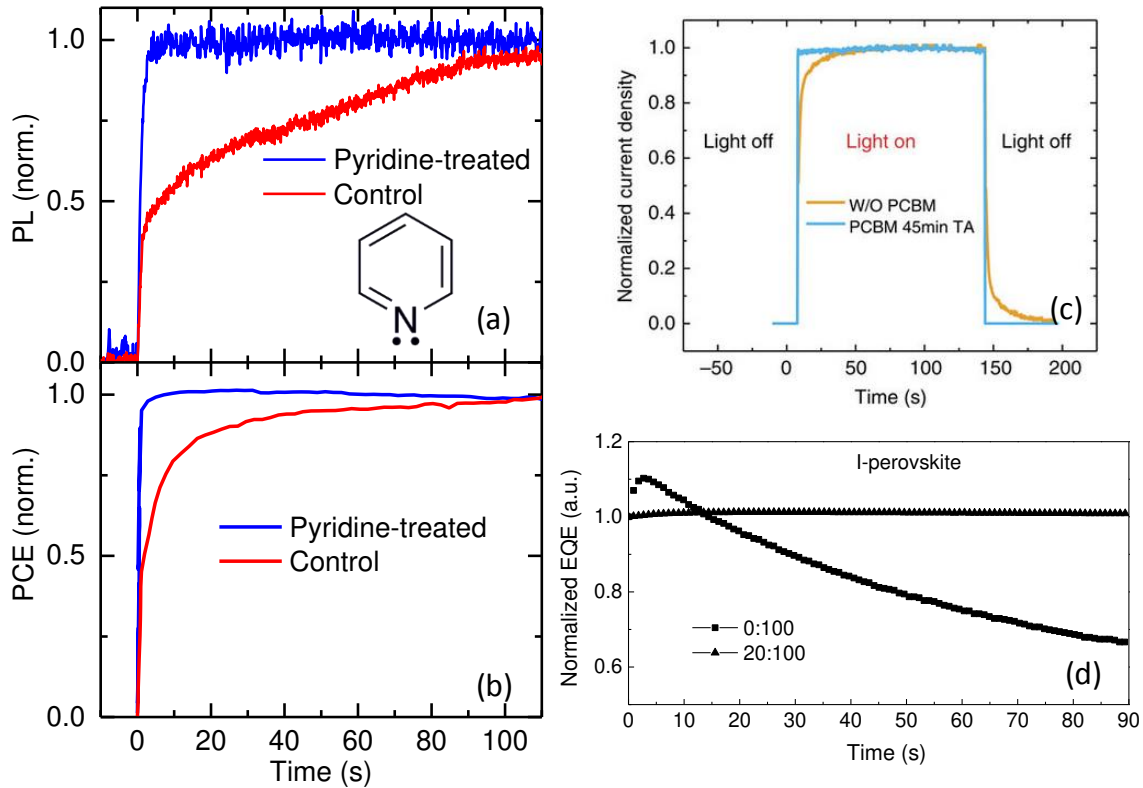 1.0
0.5
0.0
PL (norm.)
Pyridine-treated
Control
N
(a)
1.0
0.5
0.0
PCE (norm.)
Pyridine-treated
Control
(b)
0 20 40 60 80 100
Time (s)
1.0
0.8
0.6
0.4
0.2
0.0
Normalized current density
Light off
Light on
Light off
W/O PCBM
PCBM 45min TA
(c)
–50 0 50 100 150 200
Time (s)
1.2
1.0
0.8
0.6
Normalized EQE (a.u.)
I-perovskite
0:100
20:100
(d)
0 10 20 30 40 50 60 70 80 90
Time (s)